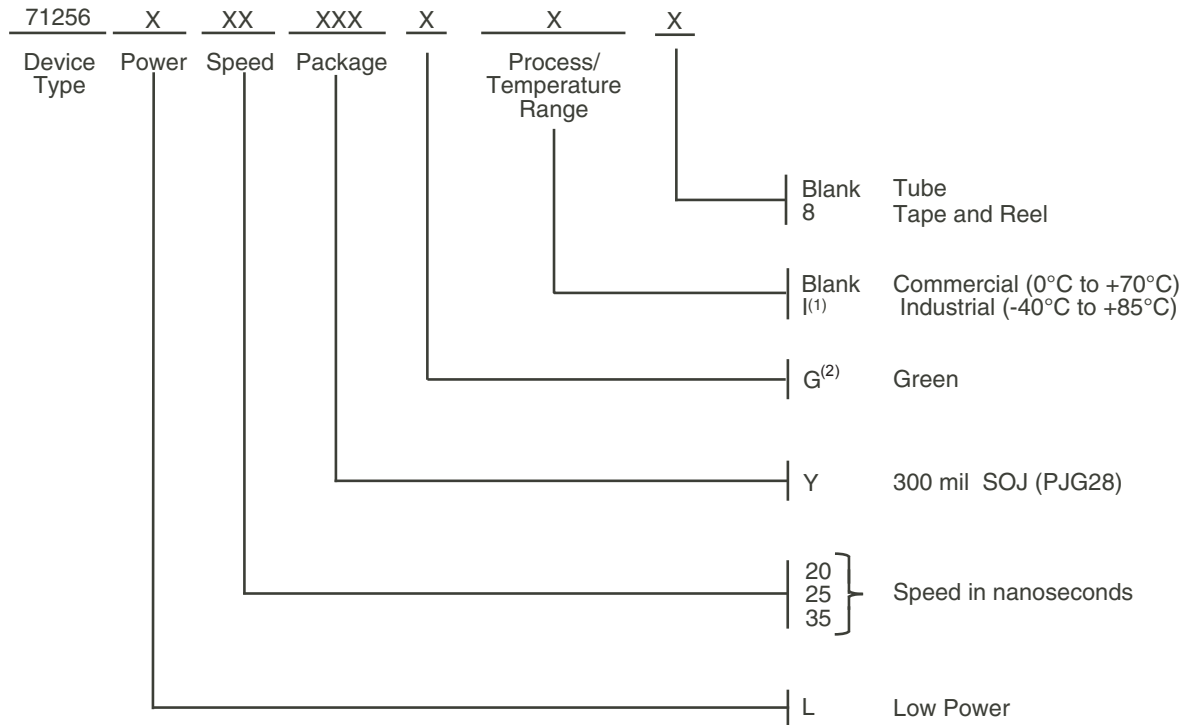 71256 X XX XXX X X X
Device Type
Power
Speed
Package
Process/
Temperature
Range
Blank Tube
8 Tape and Reel
Blank Commercial (0°C to +70°C)
I(1) Industrial (-40°C to +85°C)
G(2) Green
Y 300 mil SOJ (PJG28)
20
25 Speed in nanoseconds
35
L Low Power